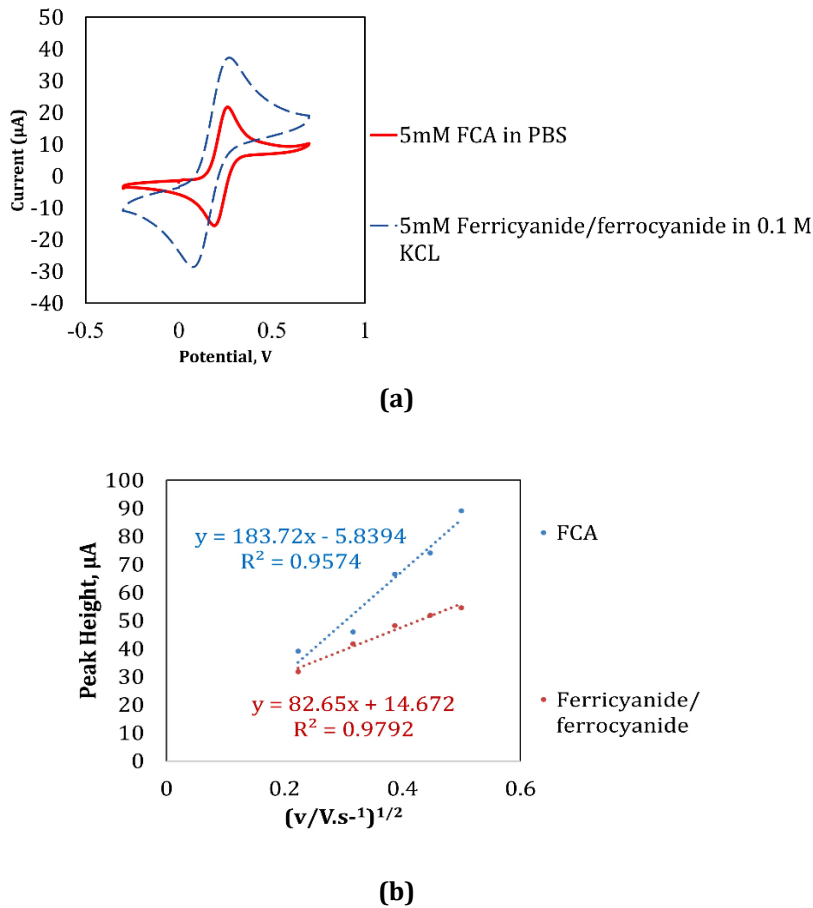 50
40
30
20
10
0
-10
-20
-30
-40
Current (µA)
-0.5 0 0.5 1
Potential, V
5mM FCA in PBS
5mM Ferricyanide/ferrocyanide in 0.1 M
KCL
(a)
100
90
80
70
60
50
40
30
20
10
0
Peak Height, µA
y = 183.72x - 5.8394
R² = 0.9574
y = 82.65x + 14.672
R² = 0.9792
0 0.2 0.4 0.6
(v/V.s-¹)¹/²
FCA
Ferricyanide/
ferrocyanide
(b)